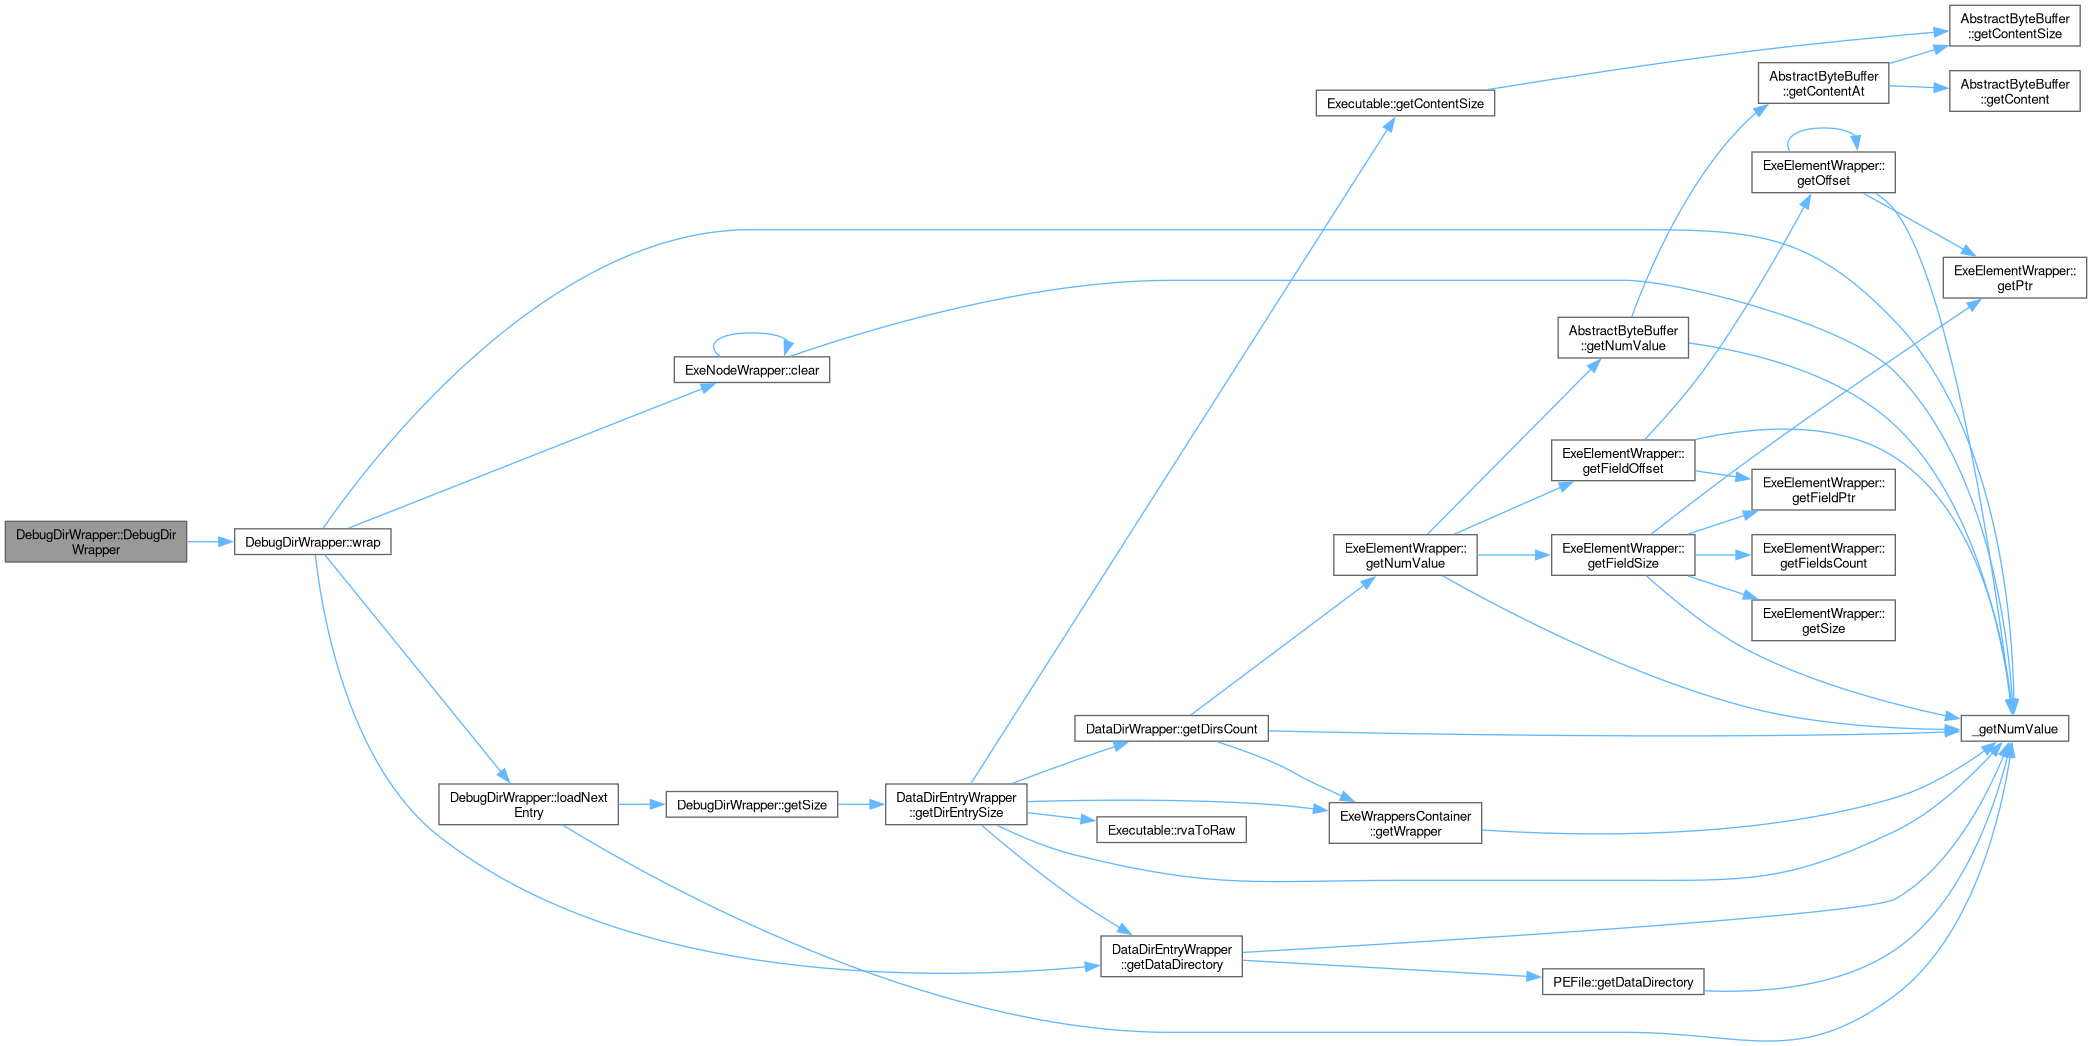 DebugDirWrapper::DebugDir
Wrapper
DebugDirWrapper::wrap
ExeNodeWrapper::clear
DebugDirWrapper::loadNext
Entry
DebugDirWrapper::getSize
DataDirEntryWrapper
::getDirEntrySize
Executable::getContentSize
DataDirWrapper::getDirsCount
Executable::rvaToRaw
DataDirEntryWrapper
::getDataDirectory
ExeElementWrapper::
getNumValue
ExeWrappersContainer
::getWrapper
PEFile::getDataDirectory
AbstractByteBuffer
::getNumValue
ExeElementWrapper::
getFieldOffset
ExeElementWrapper::
getFieldSize
AbstractByteBuffer
::getContentAt
ExeElementWrapper::
getOffset
ExeElementWrapper::
getFieldPtr
ExeElementWrapper::
getFieldsCount
ExeElementWrapper::
getSize
AbstractByteBuffer
::getContentSize
AbstractByteBuffer
::getContent
ExeElementWrapper::
getPtr
_getNumValue